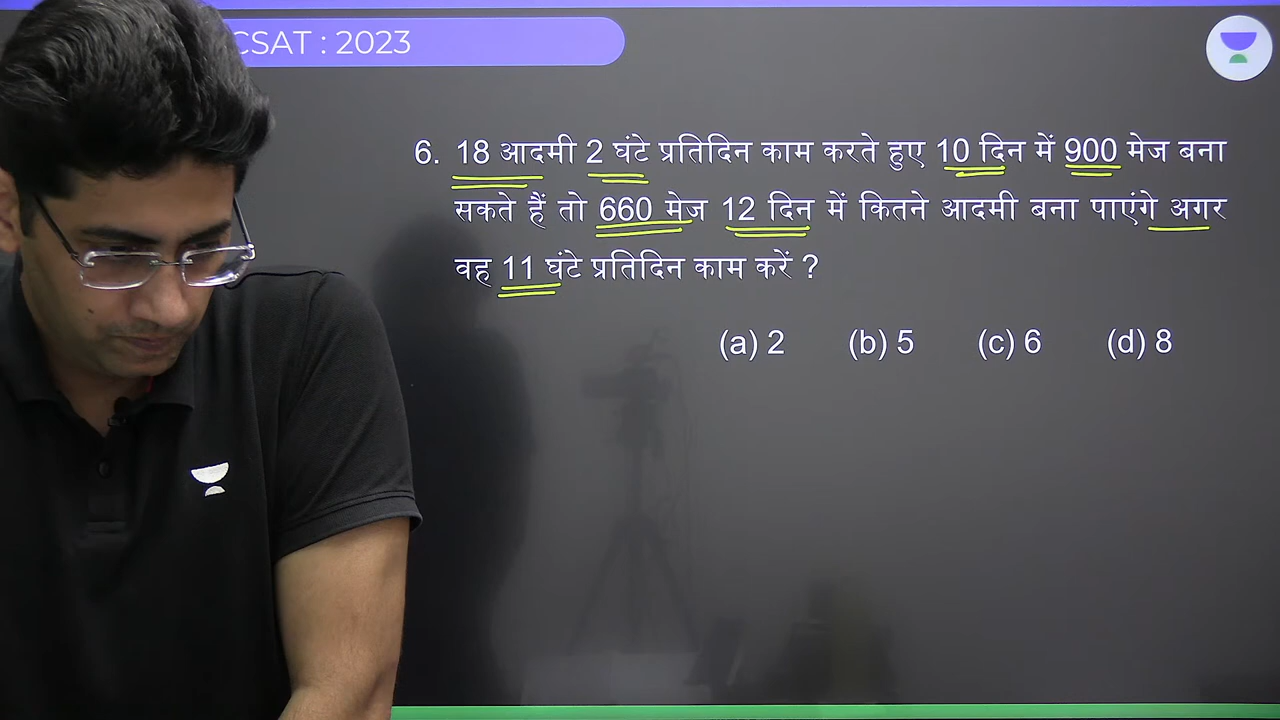 CSAT : 2023
6. 18 आदमी 2 घंटे प्रतिदिन काम करते हुए 10 दिन में 900 मेज बना
सकते हैं तो 660 मेज 12 दिन में कितने आदमी बना पाएंगे अगर
वह 11 घंटे प्रतिदिन काम करें ?
(a) 2 (b) 5 (c) 6 (d) 8